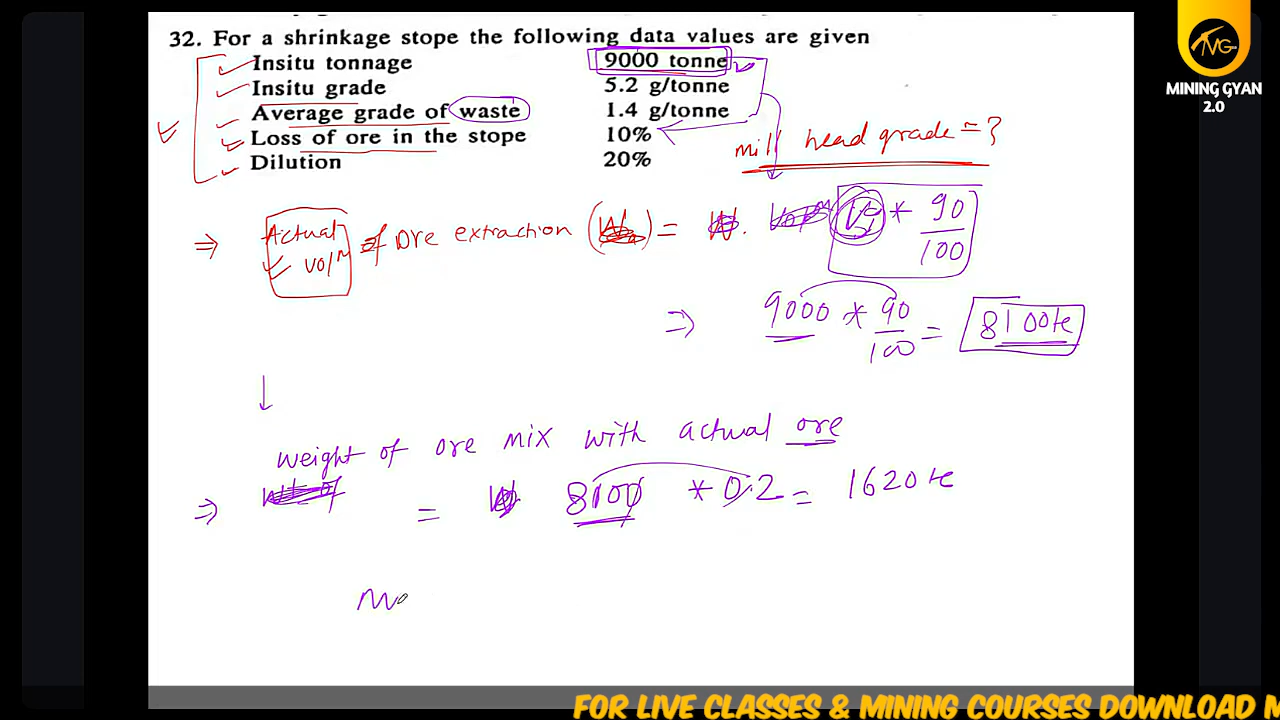 32. For a shrinkage stope the following data values are given
Insitu tonnage 9000 tonne
Insitu grade 5.2 g/tonne
Average grade of waste 1.4 g/tonne
Loss of ore in the stope 10%
Dilution 20%
mill head grade = ?
Actual volm of Ore extraction ( ) = * 90/100
⇒ 9000 * 90/100 = 8100te
weight of ore mix with actual ore
⇒ = 8100 * 0.2 = 1620te
TMG
MINING GYAN
2.0
FOR LIVE CLASSES & MINING COURSES DOWNLOAD M